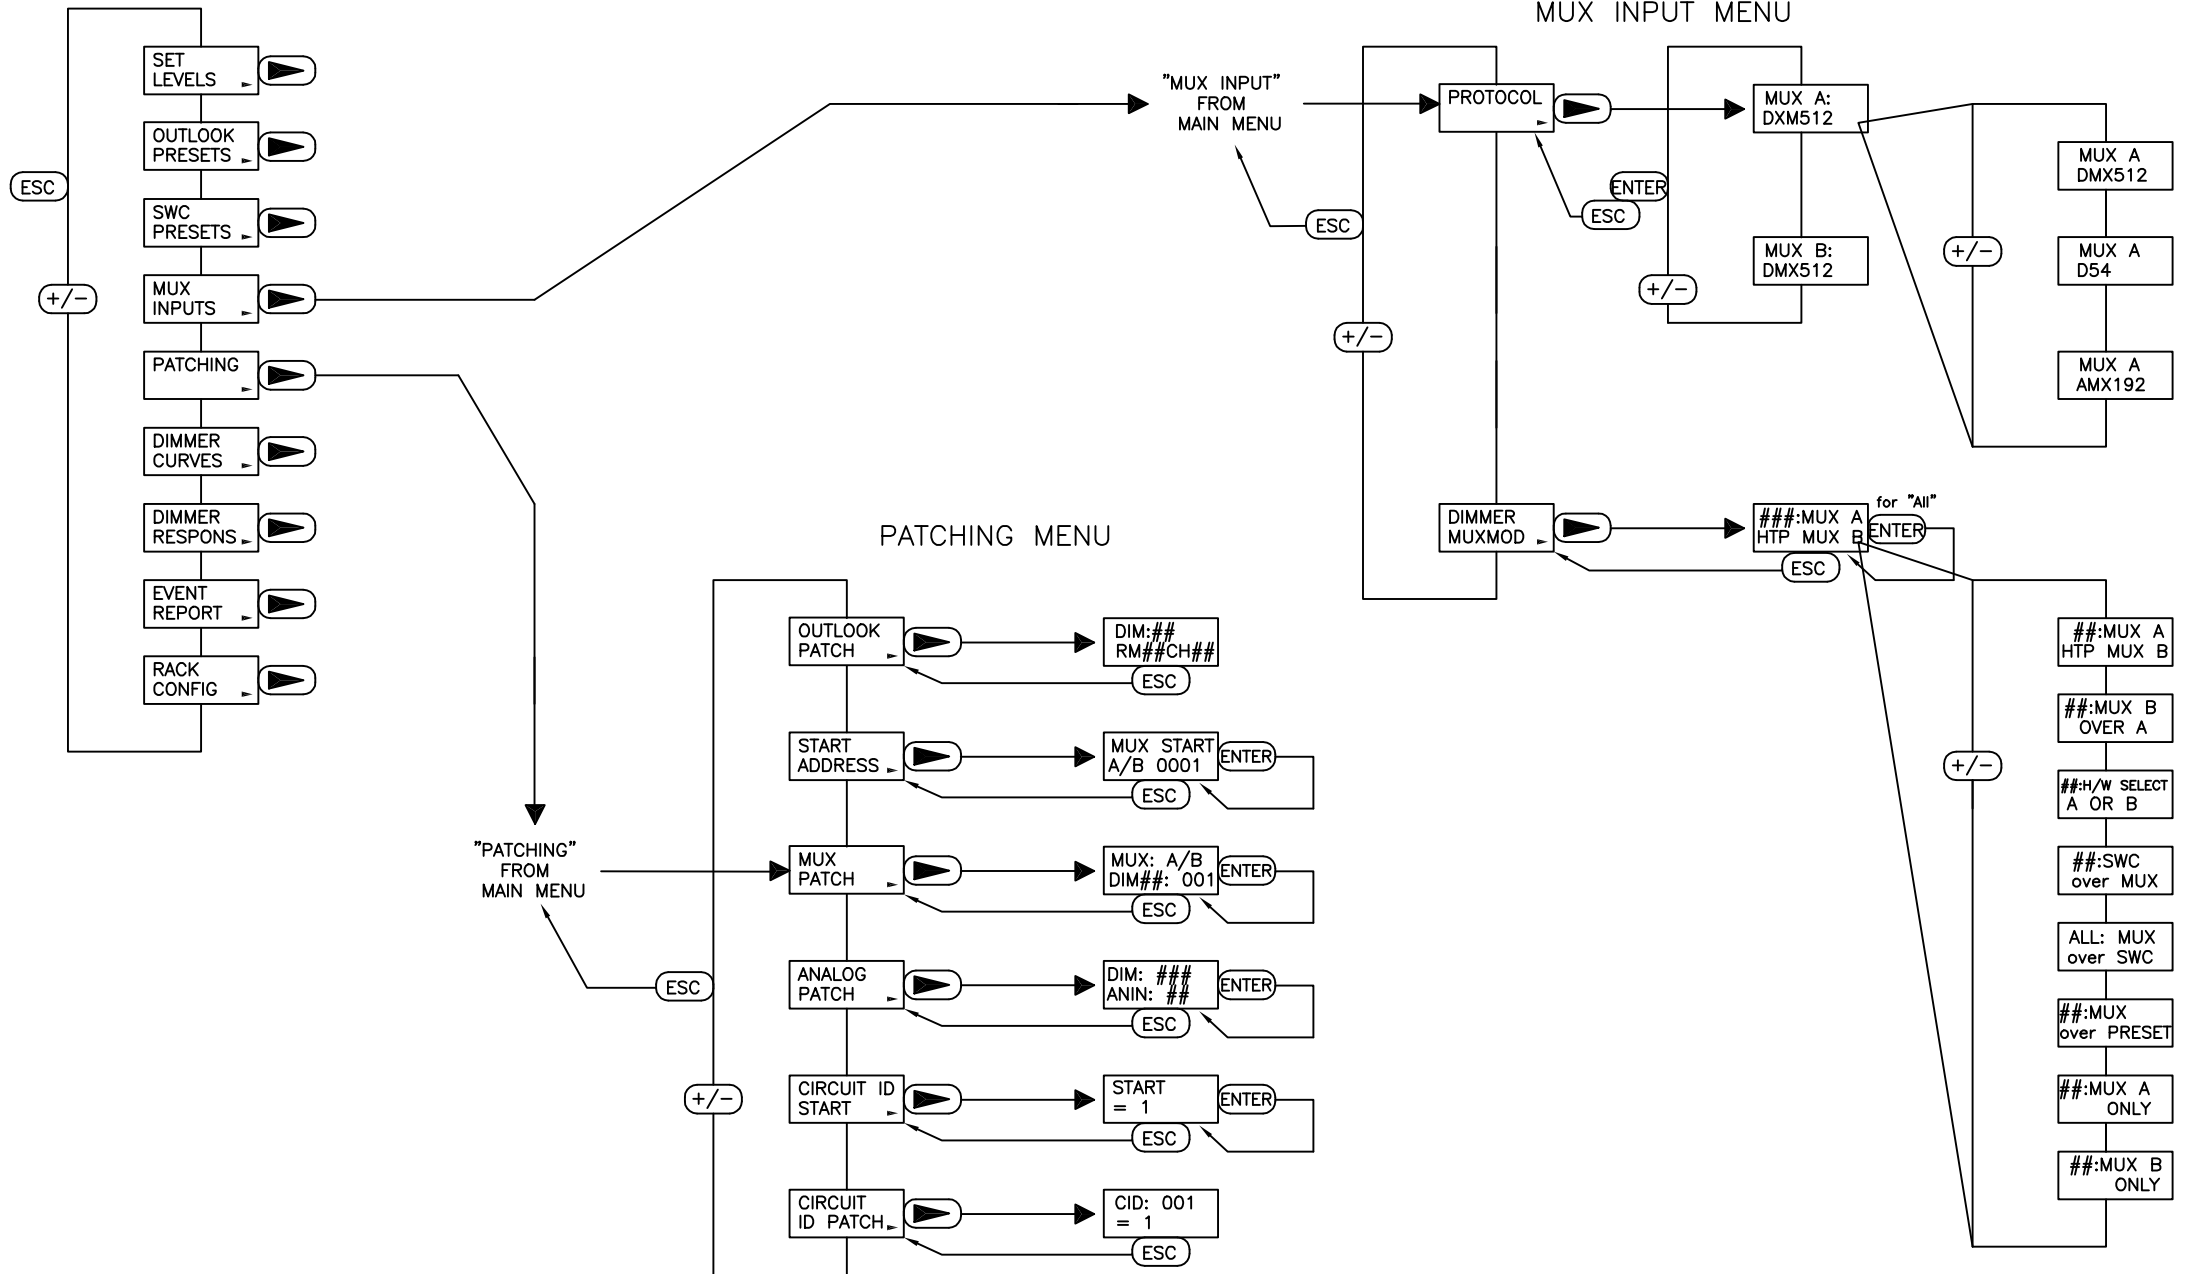 SET
LEVELS
OUTLOOK
PRESETS
SWC
PRESETS
MUX
INPUTS
PATCHING
DIMMER
CURVES
DIMMER
RESPONS
EVENT
REPORT
RACK
CONFIG
ESC
+/-
MUX INPUT MENU
"MUX INPUT"
FROM
MAIN MENU
ESC
+/-
PROTOCOL
ENTER
ESC
+/-
MUX A:
DXM512
MUX B:
DMX512
+/-
MUX A
DMX512
MUX A
D54
MUX A
AMX192
DIMMER
MUXMOD
###:MUX A
HTP MUX B
for "All"
ENTER
ESC
+/-
##:MUX A
HTP MUX B
##:MUX B
OVER A
##:H/W SELECT
A OR B
##:SWC
over MUX
ALL: MUX
over SWC
##:MUX
over PRESET
##:MUX A
ONLY
##:MUX B
ONLY
PATCHING MENU
"PATCHING"
FROM
MAIN MENU
ESC
+/-
OUTLOOK
PATCH
DIM:##
RM##CH##
ESC
START
ADDRESS
MUX START
A/B 0001
ENTER
ESC
MUX
PATCH
MUX: A/B
DIM##: 001
ENTER
ESC
ANALOG
PATCH
DIM: ###
ANIN: ##
ENTER
ESC
CIRCUIT ID
START
START
= 1
ENTER
ESC
CIRCUIT
ID PATCH
CID: 001
= 1
ESC